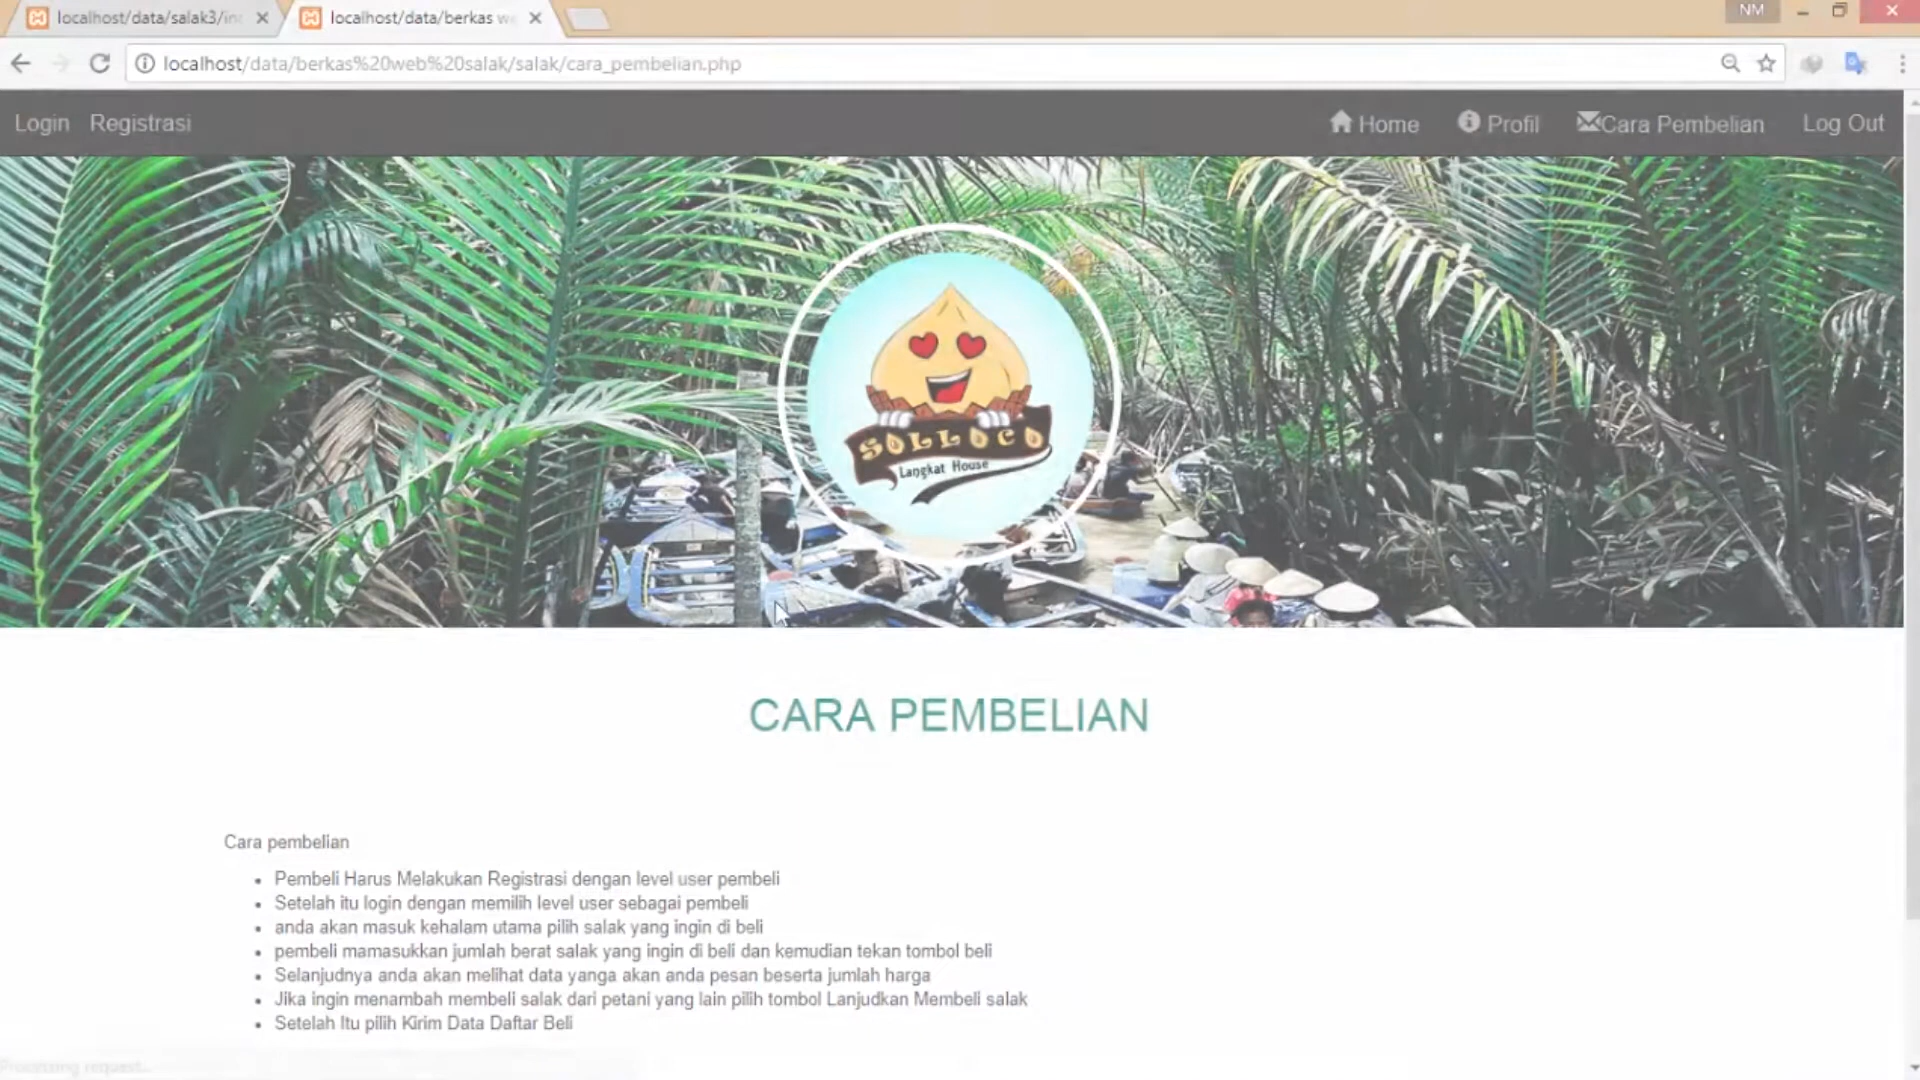 localhost/data/salak3/in
localhost/data/berkas we
NM
localhost/data/berkas%20web%20salak/salak/cara_pembelian.php
Login Registrasi Home Profil Cara Pembelian Log Out
SOLLOCO
Langkat House
CARA PEMBELIAN
Cara pembelian
Pembeli Harus Melakukan Registrasi dengan level user pembeli
Setelah itu login dengan memilih level user sebagai pembeli
anda akan masuk kehalam utama pilih salak yang ingin di beli
pembeli mamasukkan jumlah berat salak yang ingin di beli dan kemudian tekan tombol beli
Selanjudnya anda akan melihat data yanga akan anda pesan beserta jumlah harga
Jika ingin menambah membeli salak dari petani yang lain pilih tombol Lanjudkan Membeli salak
Setelah Itu pilih Kirim Data Daftar Beli
Processing request...